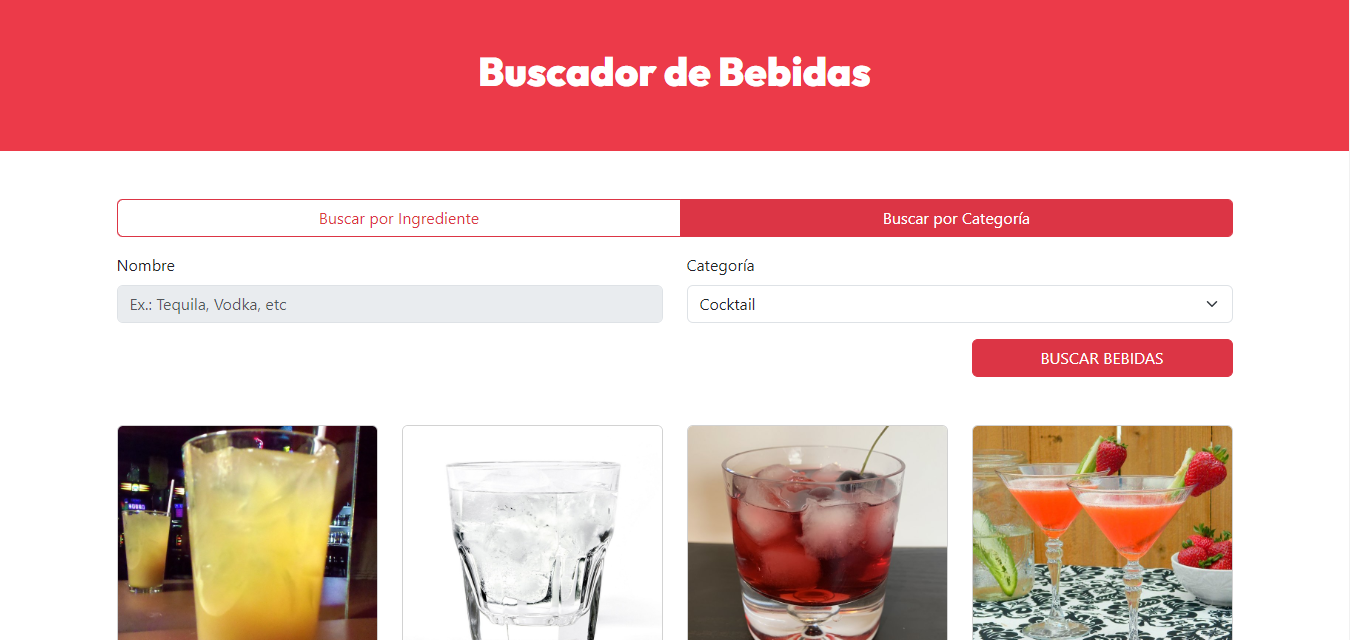 Buscador de Bebidas
Buscar por Ingrediente
Buscar por Categoría
Nombre
Categoría
Ex.: Tequila, Vodka, etc
Cocktail
BUSCAR BEBIDAS